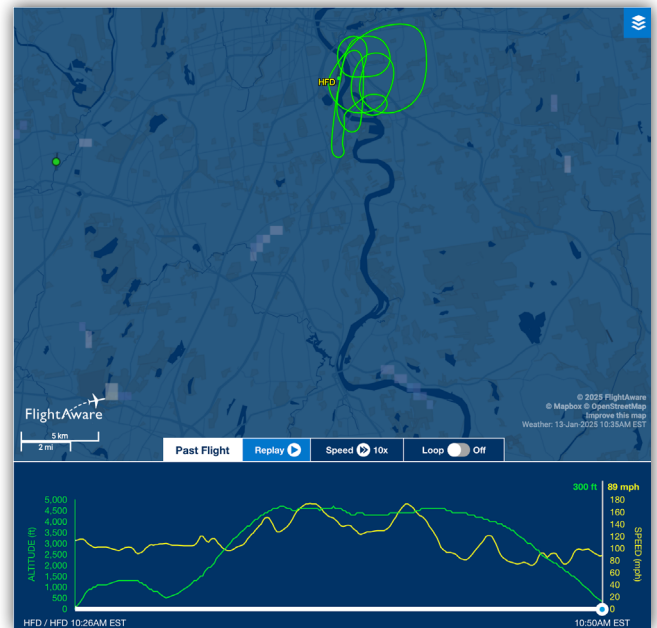 HFD
FlightAware
5 km
2 mi
© 2025 FlightAware
© Mapbox © OpenStreetMap
Improve this map
Weather: 13-Jan-2025 10:35AM EST
Past Flight Replay Speed 10x Loop Off
300 ft 89 mph
ALTITUDE (ft)
5,000
4,500
4,000
3,500
3,000
2,500
2,000
1,500
1,000
500
0
180
160
140
120
100
80
60
40
20
0
SPEED (mph)
HFD / HFD 10:26AM EST 10:50AM EST